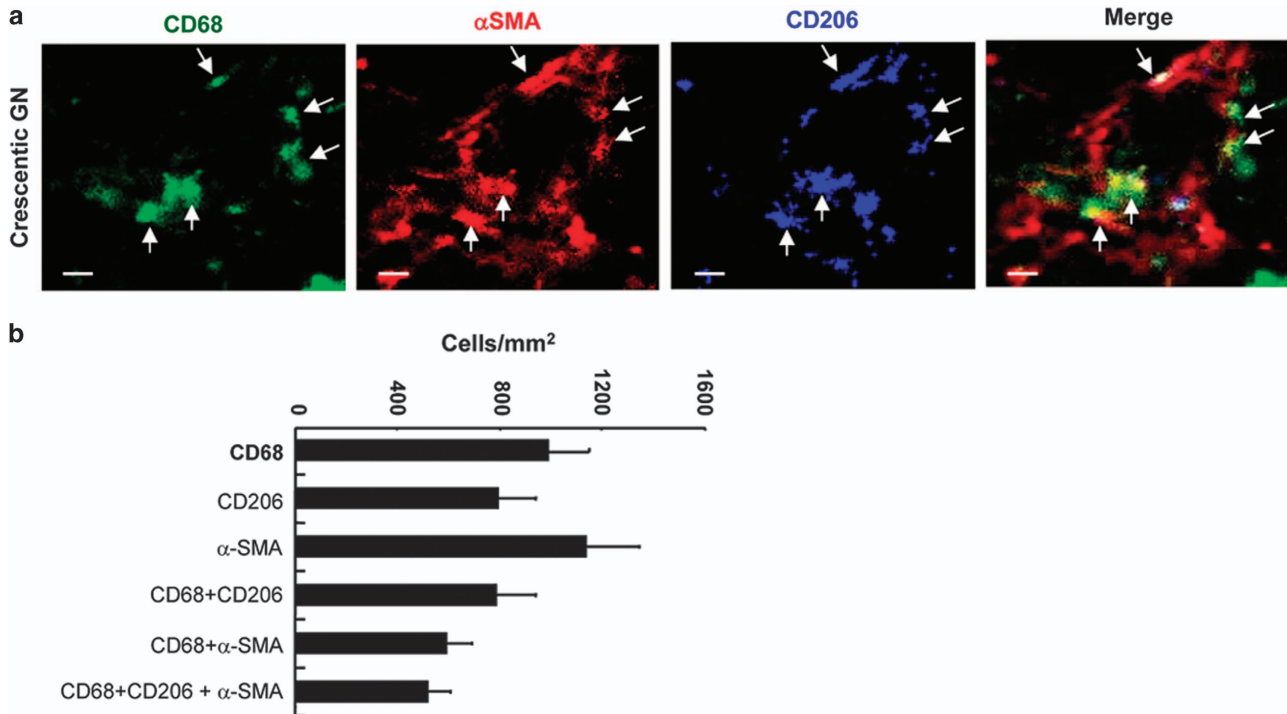 a
CD68
αSMA
CD206
Merge
Crescentic GN
b
Cells/mm²
0
400
800
1200
1600
CD68
CD206
α-SMA
CD68+CD206
CD68+α-SMA
CD68+CD206 + α-SMA